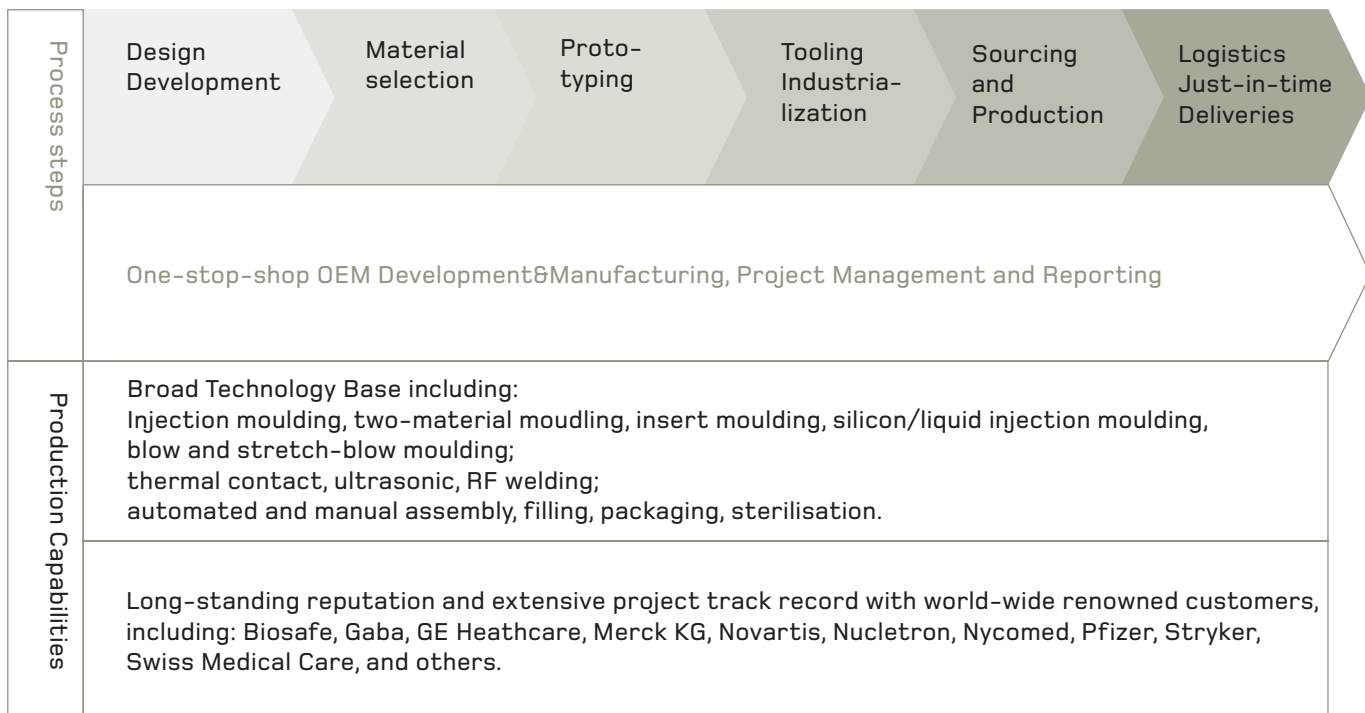 Process steps
Design
Development
Material
selection
Proto-
typing
Tooling
Industria-
lization
Sourcing
and
Production
Logistics
Just-in-time
Deliveries
One-stop-shop OEM Development&Manufacturing, Project Management and Reporting
Production Capabilities
Broad Technology Base including:
Injection moulding, two-material moudling, insert moulding, silicon/liquid injection moulding,
blow and stretch-blow moulding;
thermal contact, ultrasonic, RF welding;
automated and manual assembly, filling, packaging, sterilisation.
Long-standing reputation and extensive project track record with world-wide renowned customers,
including: Biosafe, Gaba, GE Heathcare, Merck KG, Novartis, Nucletron, Nycomed, Pfizer, Stryker,
Swiss Medical Care, and others.